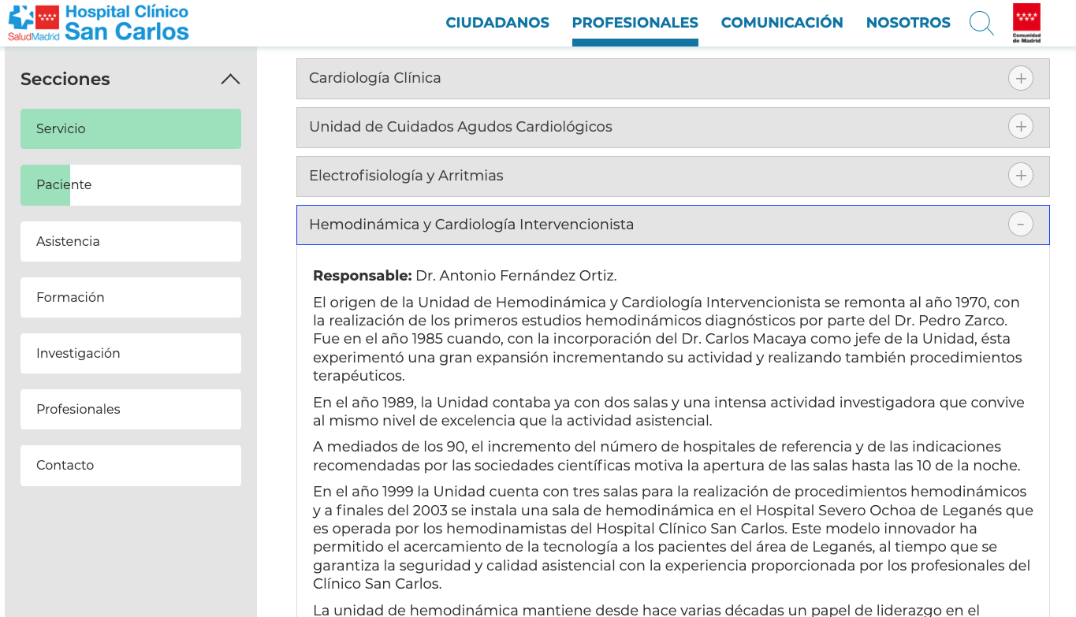 Hospital Clínico
San Carlos
SaludMadrid
CIUDADANOS PROFESIONALES COMUNICACIÓN NOSOTROS
Comunidad
de Madrid
Secciones
Servicio
Paciente
Asistencia
Formación
Investigación
Profesionales
Contacto
Cardiología Clínica
Unidad de Cuidados Agudos Cardiológicos
Electrofisiología y Arritmias
Hemodinámica y Cardiología Intervencionista
Responsable: Dr. Antonio Fernández Ortiz.
El origen de la Unidad de Hemodinámica y Cardiología Intervencionista se remonta al año 1970, con
la realización de los primeros estudios hemodinámicos diagnósticos por parte del Dr. Pedro Zarco.
Fue en el año 1985 cuando, con la incorporación del Dr. Carlos Macaya como jefe de la Unidad, ésta
experimentó una gran expansión incrementando su actividad y realizando también procedimientos
terapéuticos.
En el año 1989, la Unidad contaba ya con dos salas y una intensa actividad investigadora que convive
al mismo nivel de excelencia que la actividad asistencial.
A mediados de los 90, el incremento del número de hospitales de referencia y de las indicaciones
recomendadas por las sociedades científicas motiva la apertura de las salas hasta las 10 de la noche.
En el año 1999 la Unidad cuenta con tres salas para la realización de procedimientos hemodinámicos
y a finales del 2003 se instala una sala de hemodinámica en el Hospital Severo Ochoa de Leganés que
es operada por los hemodinamistas del Hospital Clínico San Carlos. Este modelo innovador ha
permitido el acercamiento de la tecnología a los pacientes del área de Leganés, al tiempo que se
garantiza la seguridad y calidad asistencial con la experiencia proporcionada por los profesionales del
Clínico San Carlos.
La unidad de hemodinámica mantiene desde hace varias décadas un papel de liderazgo en el